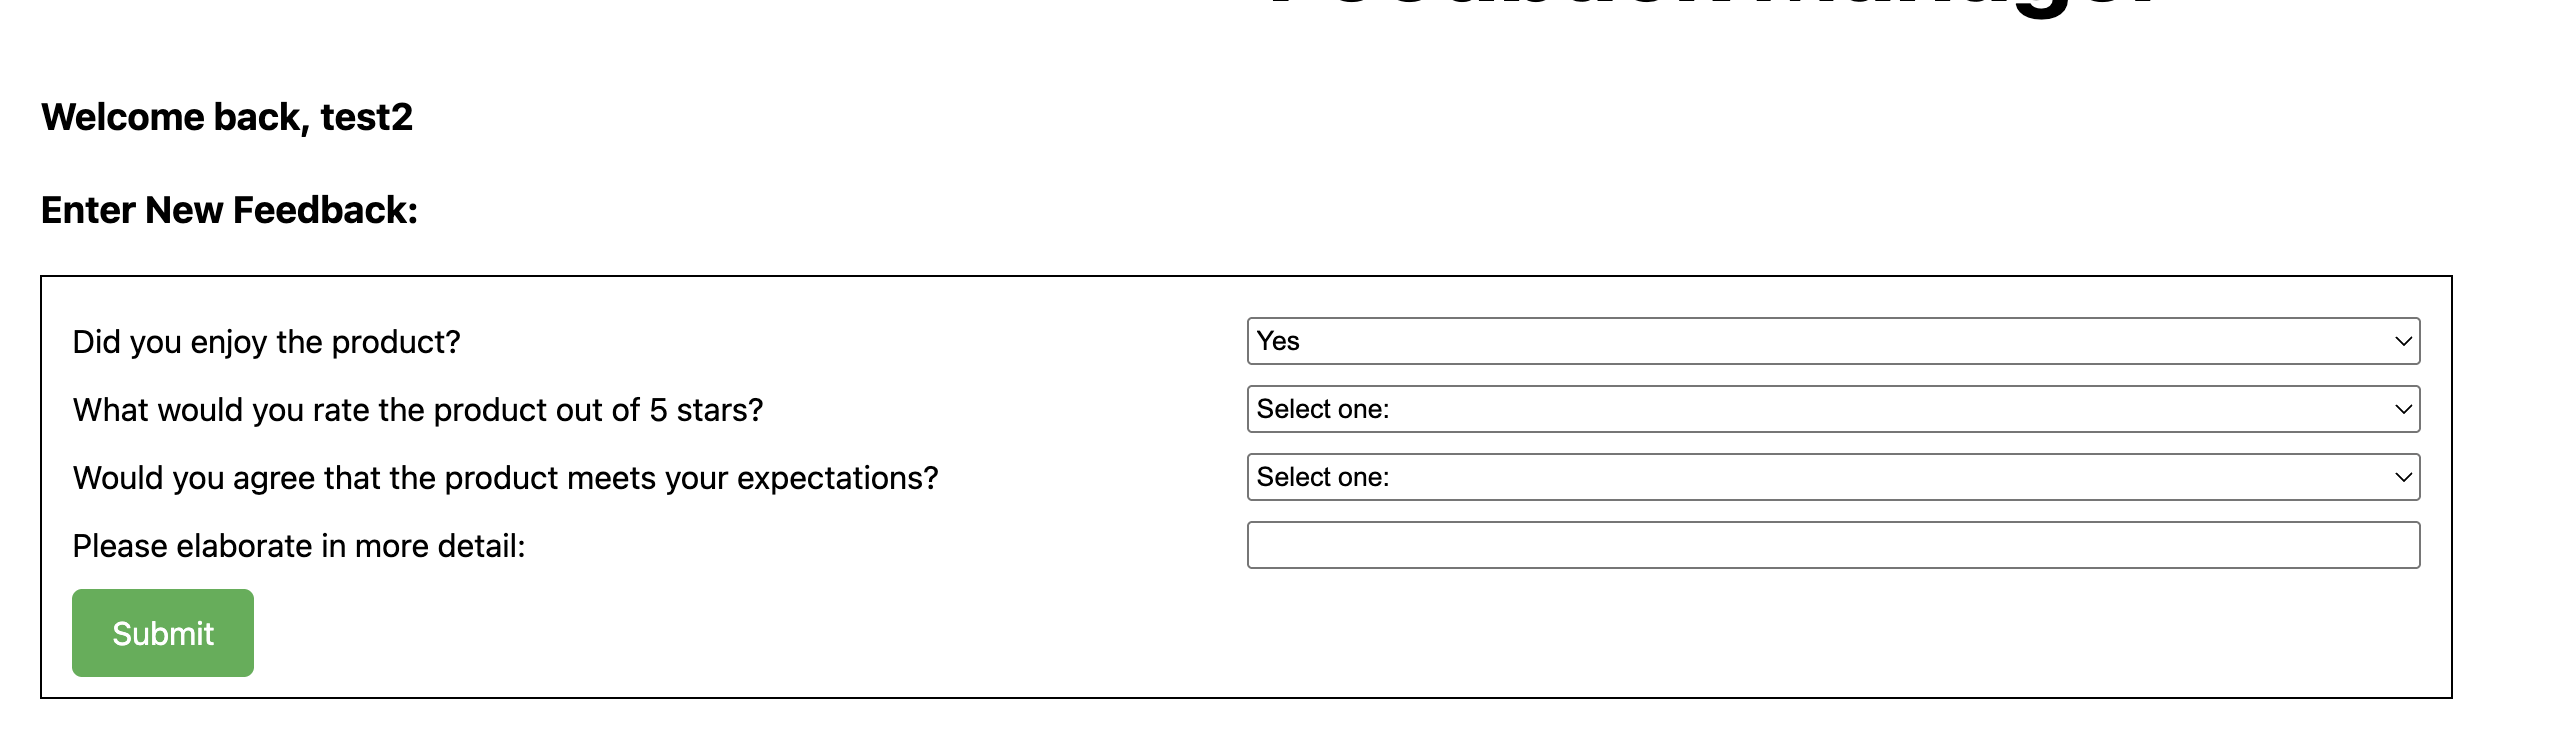 Welcome back, test2
Enter New Feedback:
Did you enjoy the product? Yes
What would you rate the product out of 5 stars? Select one:
Would you agree that the product meets your expectations? Select one:
Please elaborate in more detail:
Submit